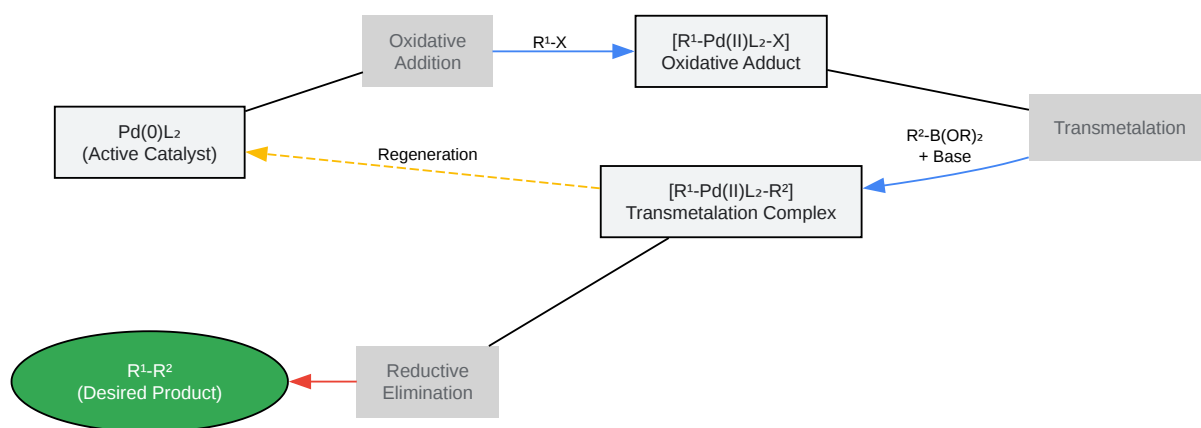 Oxidative
Addition
R¹-X
[R¹-Pd(II)L₂-X]
Oxidative Adduct
Pd(0)L₂
(Active Catalyst)
Transmetalation
R²-B(OR)₂
+ Base
Regeneration
[R¹-Pd(II)L₂-R²]
Transmetalation Complex
Reductive
Elimination
R¹-R²
(Desired Product)